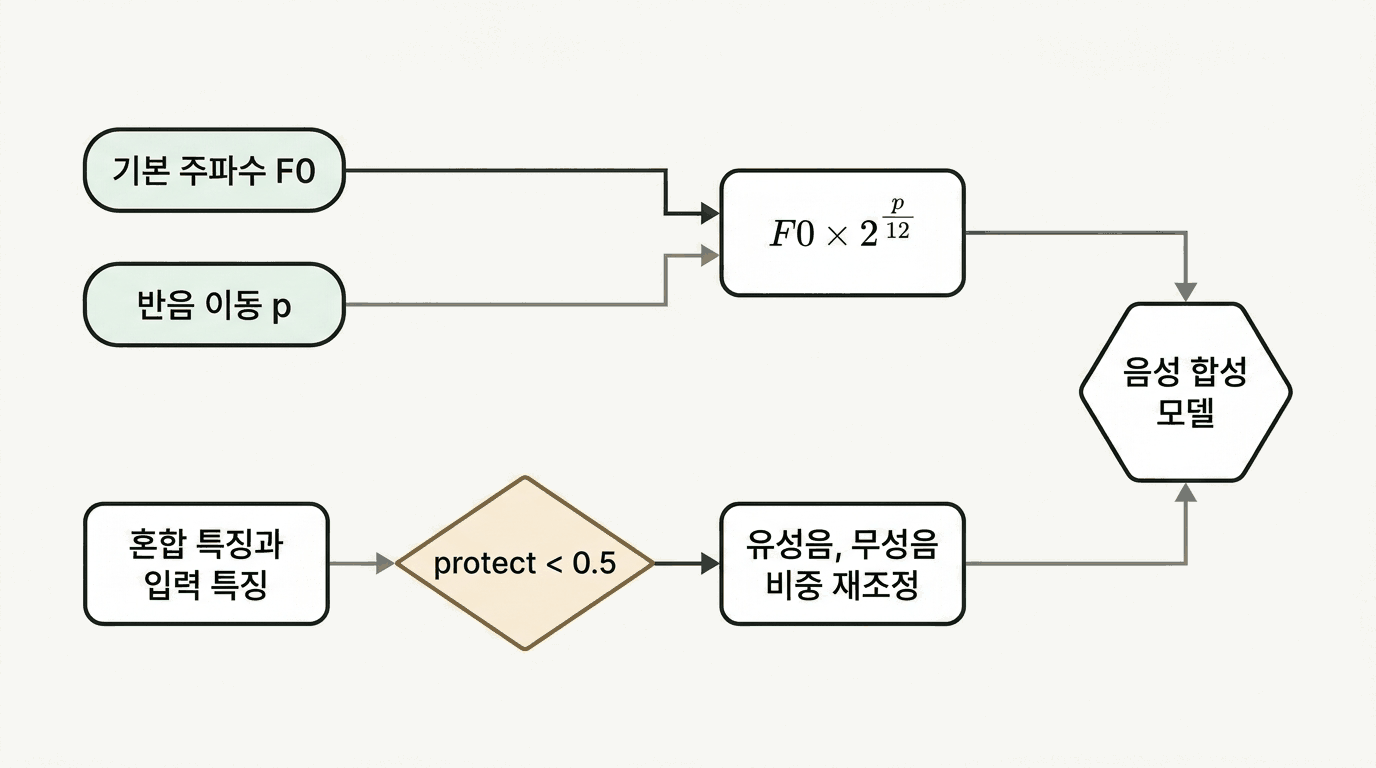 기본 주파수 F0
반음 이동 p
F0 × 2^{\frac{p}{12}}
음성 합성
모델
혼합 특징과
입력 특징
protect < 0.5
유성음, 무성음
비중 재조정